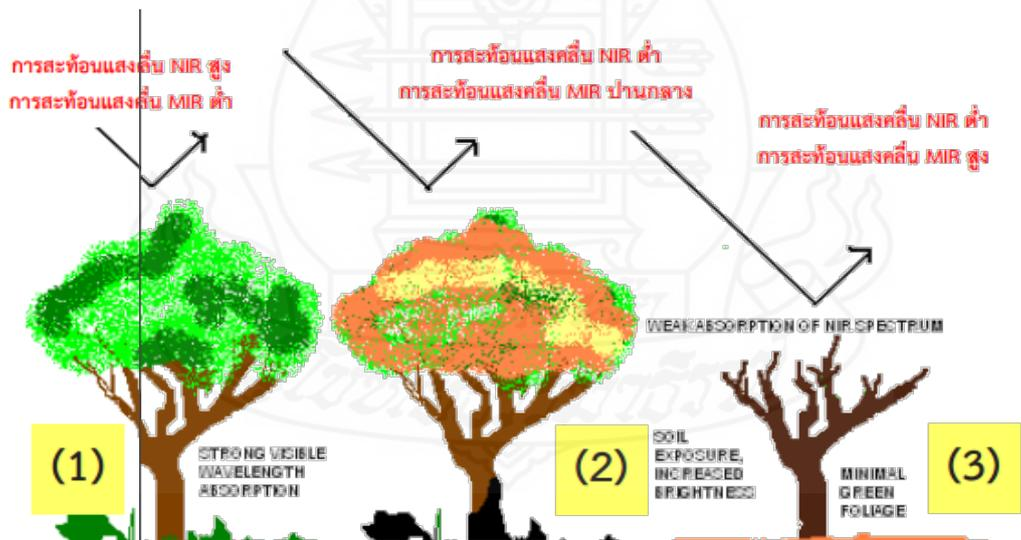 การสะท้อนแสงคลื่น NIR สูง
การสะท้อนแสงคลื่น MIR ต่ำ
การสะท้อนแสงคลื่น NIR ต่ำ
การสะท้อนแสงคลื่น MIR ปานกลาง
การสะท้อนแสงคลื่น NIR ต่ำ
การสะท้อนแสงคลื่น MIR สูง
WEAK ABSORPTION OF NIR SPECTRUM
(1)
STRONG VISIBLE
WAVELENGTH
ABSORPTION
(2)
SOIL
EXPOSURE,
INCREASED
BRIGHTNESS
MINIMAL
GREEN
FOLIAGE
(3)